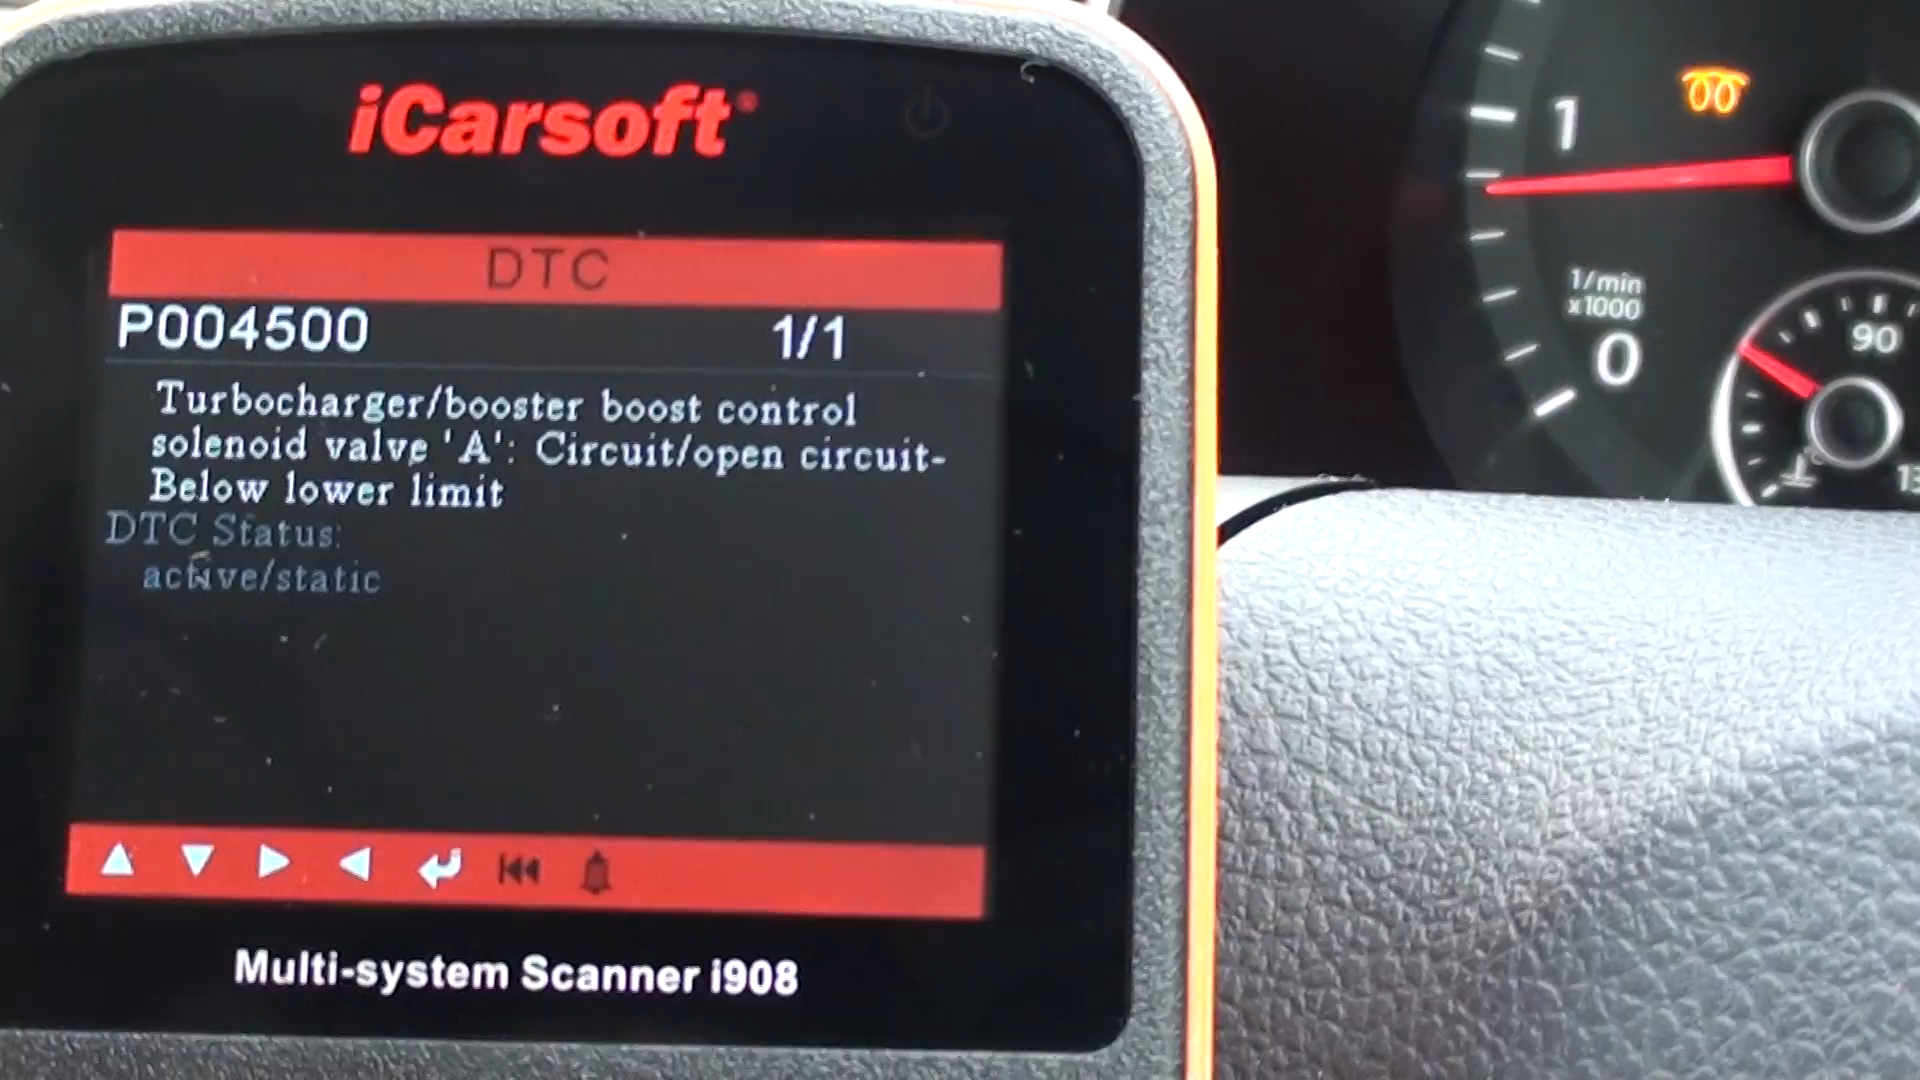 iCarsoft
DTC
P004500 1/1
Turbocharger/booster boost control
solenoid valve 'A': Circuit/open circuit-
Below lower limit
DTC Status:
active/static
Multi-system Scanner i908
1
1/min
x1000
0
90